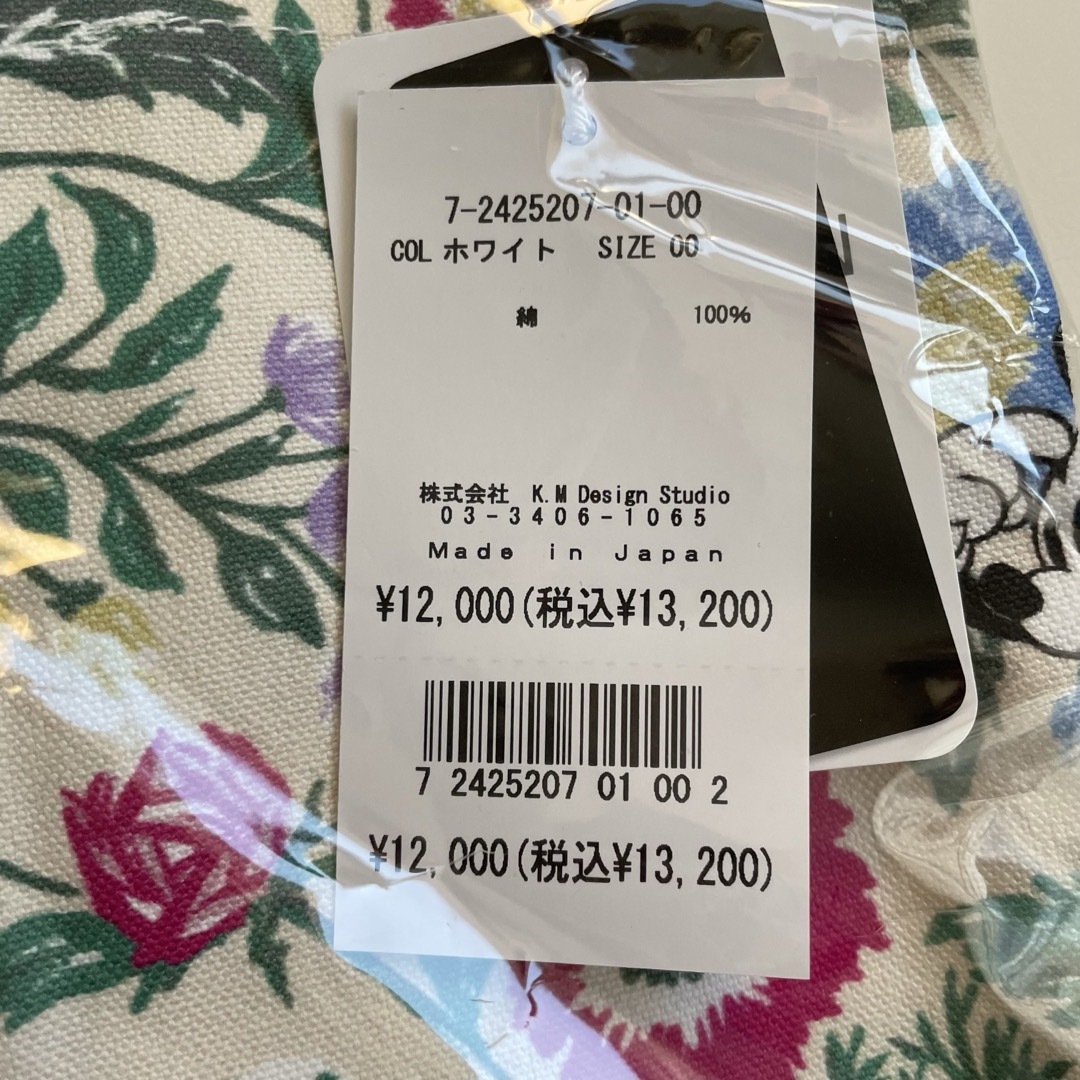 7-2425207-01-00
COL ホワイト SIZE 00
綿 100%
株式会社 K.M Design Studio
03-3406-1065
Made in Japan
¥12,000(税込¥13,200)
7 2425207 01 00 2
¥12,000(税込¥13,200)